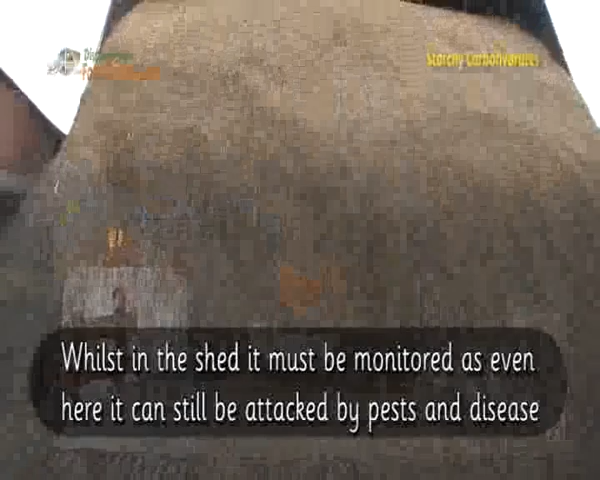 Starchy Carbohydrates
Whilst in the shed it must be monitored as even
here it can still be attacked by pests and disease